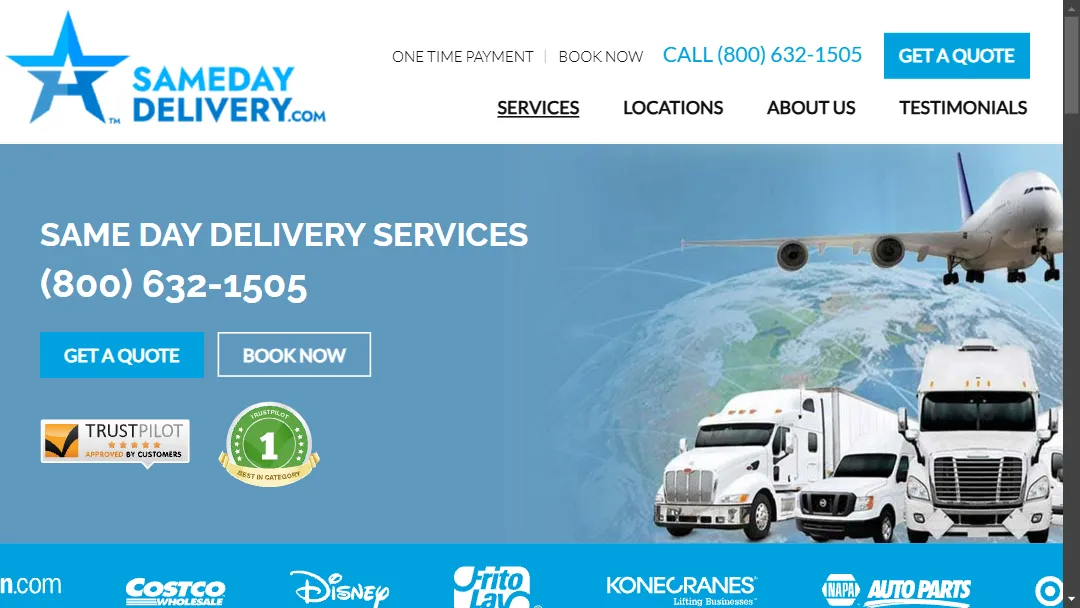 SAMEDAY
DELIVERY.COM
TM
ONE TIME PAYMENT
BOOK NOW
CALL (800) 632-1505
GET A QUOTE
SERVICES
LOCATIONS
ABOUT US
TESTIMONIALS
SAME DAY DELIVERY SERVICES
(800) 632-1505
GET A QUOTE
BOOK NOW
TRUSTPILOT
APPROVED BY CUSTOMERS
TRUSTPILOT
1
BEST IN CATEGORY
n.com
COSTCO
WHOLESALE
Disney
Frito
Lay
KONECRANES
Lifting Businesses™
NAPA AUTO PARTS